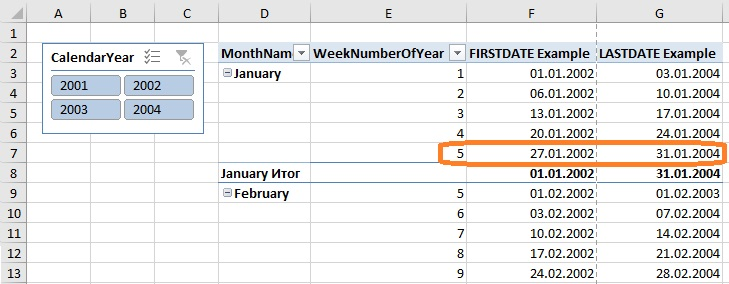 A B C D E F G
1
2 MonthName WeekNumberOfYear FIRSTDATE Example LASTDATE Example
CalendarYear
2001 2002
2003 2004
3 January 1 01.01.2002 03.01.2004
4 2 06.01.2002 10.01.2004
5 3 13.01.2002 17.01.2004
6 4 20.01.2002 24.01.2004
7 5 27.01.2002 31.01.2004
8 January Итог 01.01.2002 31.01.2004
9 February 5 01.02.2002 01.02.2003
10 6 03.02.2002 07.02.2004
11 7 10.02.2002 14.02.2004
12 8 17.02.2002 21.02.2004
13 9 24.02.2002 28.02.2004